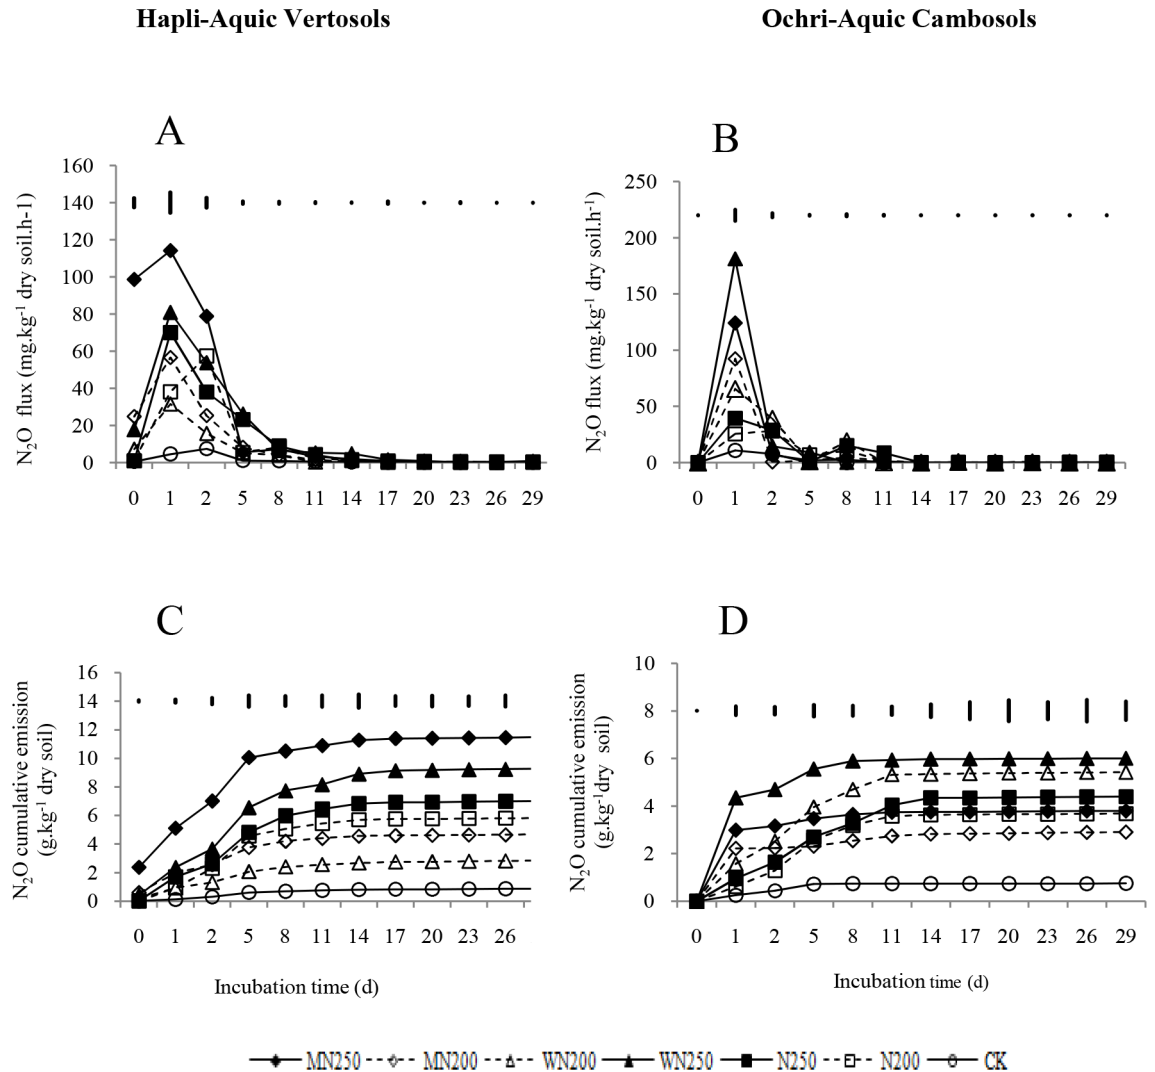 Hapli-Aquic Vertosols
Ochri-Aquic Cambosols
A
N₂O flux (mg.kg⁻¹ dry soil.h-1)
160
140
120
100
80
60
40
20
0
0 1 2 5 8 11 14 17 20 23 26 29
B
N₂O flux (mg.kg⁻¹ dry soil.h⁻¹)
250
200
150
100
50
0
0 1 2 5 8 11 14 17 20 23 26 29
C
N₂O cumulative emission
(g.kg⁻¹ dry soil)
16
14
12
10
8
6
4
2
0
0 1 2 5 8 11 14 17 20 23 26
Incubation time (d)
D
N₂O cumulative emission
(g.kg⁻¹dry soil)
10
8
6
4
2
0
0 1 2 5 8 11 14 17 20 23 26 29
Incubation time (d)
MN250 MN200 WN200 WN250 N250 N200 CK